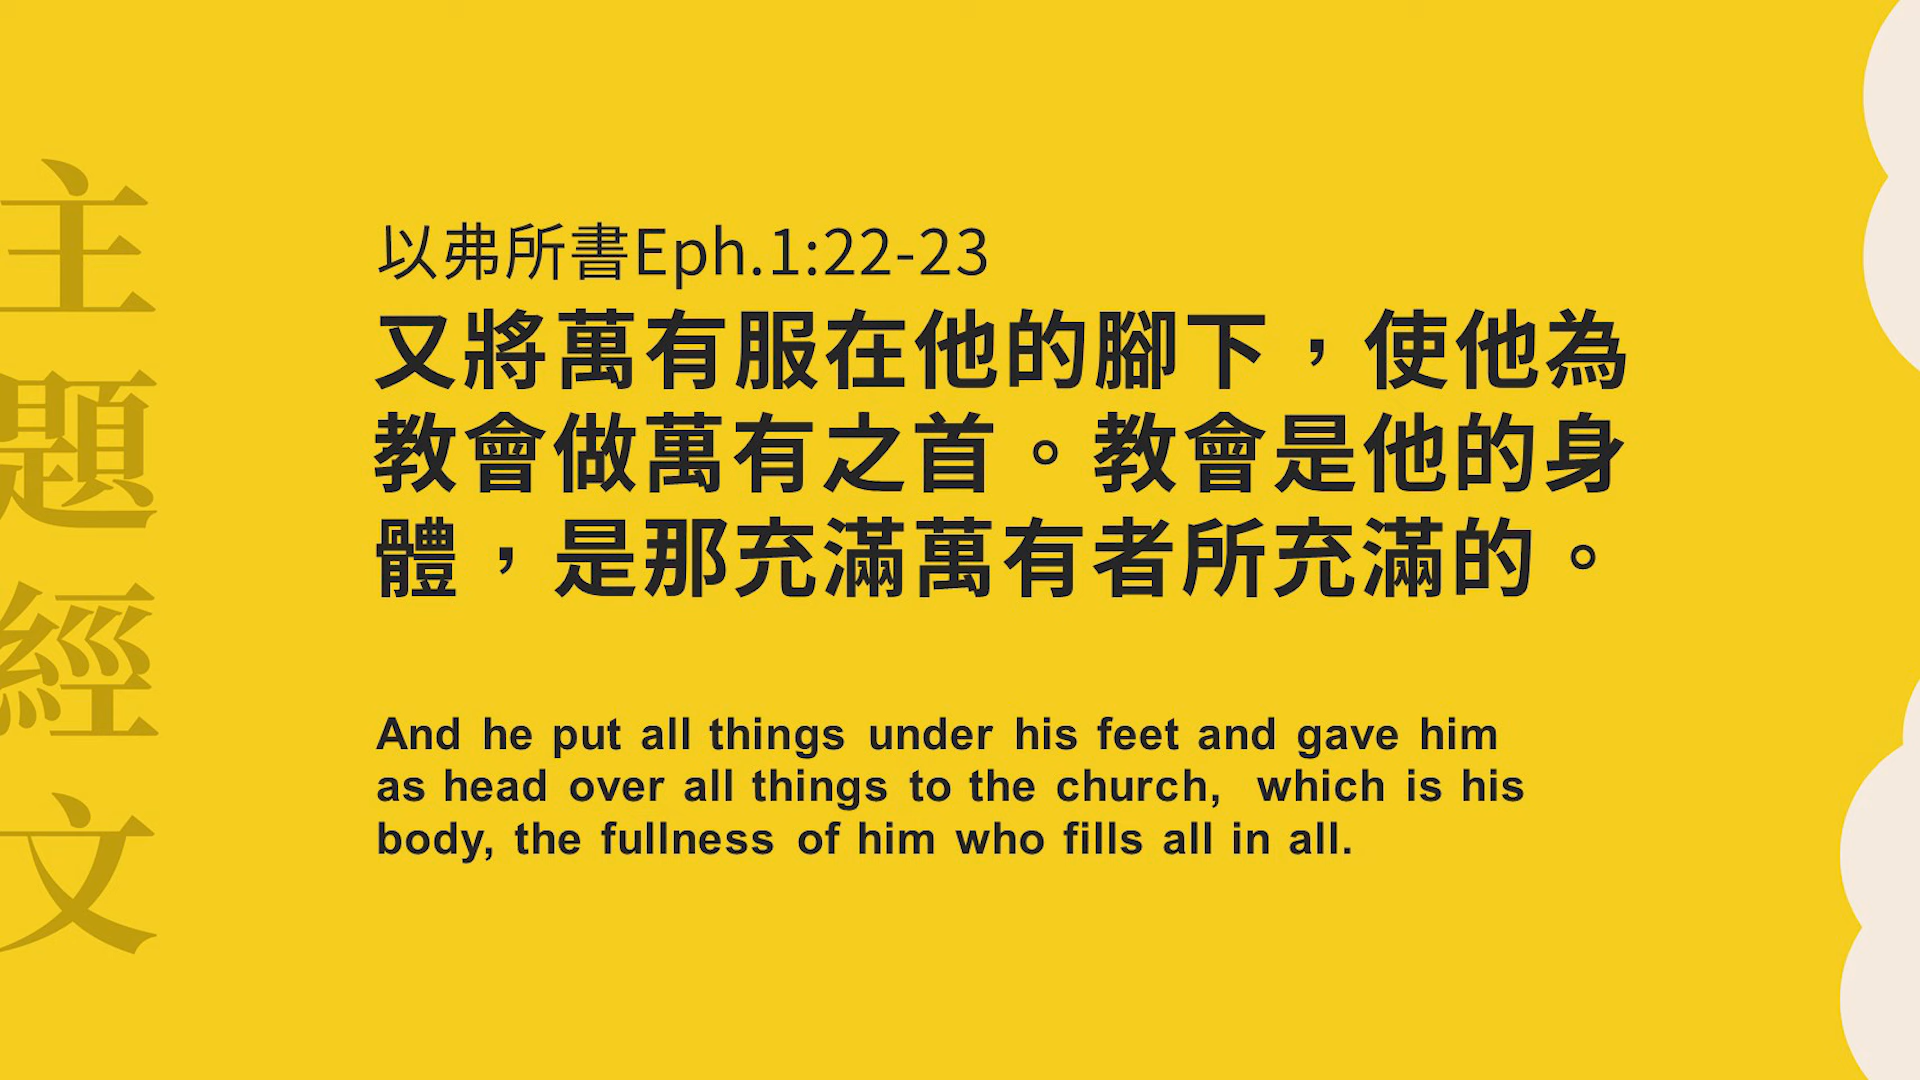 主題經文
以弗所書Eph.1:22-23
又將萬有服在他的腳下，使他為
教會做萬有之首。教會是他的身
體，是那充滿萬有者所充滿的。
And he put all things under his feet and gave him
as head over all things to the church, which is his
body, the fullness of him who fills all in all.